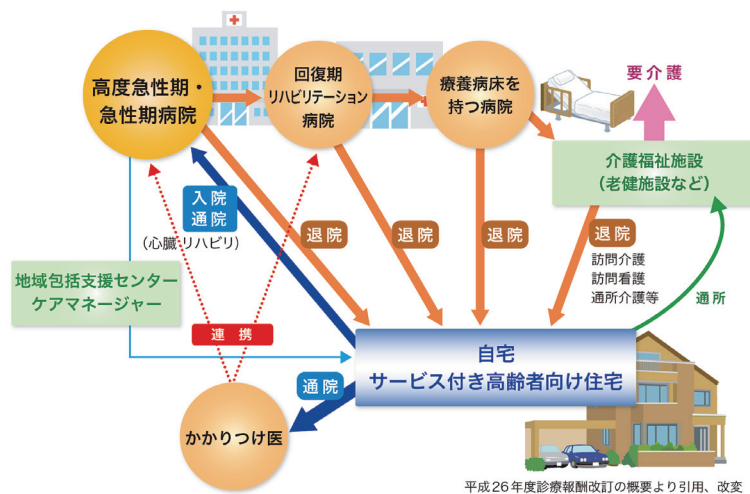 高度急性期・
急性期病院
回復期
リハビリテーション
病院
療養病床を
持つ病院
要介護
介護福祉施設
(老健施設など)
入院
通院
(心臓リハビリ)
退院
退院
退院
退院
訪問介護
訪問看護
通所介護等
通所
地域包括支援センター
ケアマネージャー
連携
自宅
サービス付き高齢者向け住宅
通院
かかりつけ医
平成26年度診療報酬改訂の概要より引用、改変